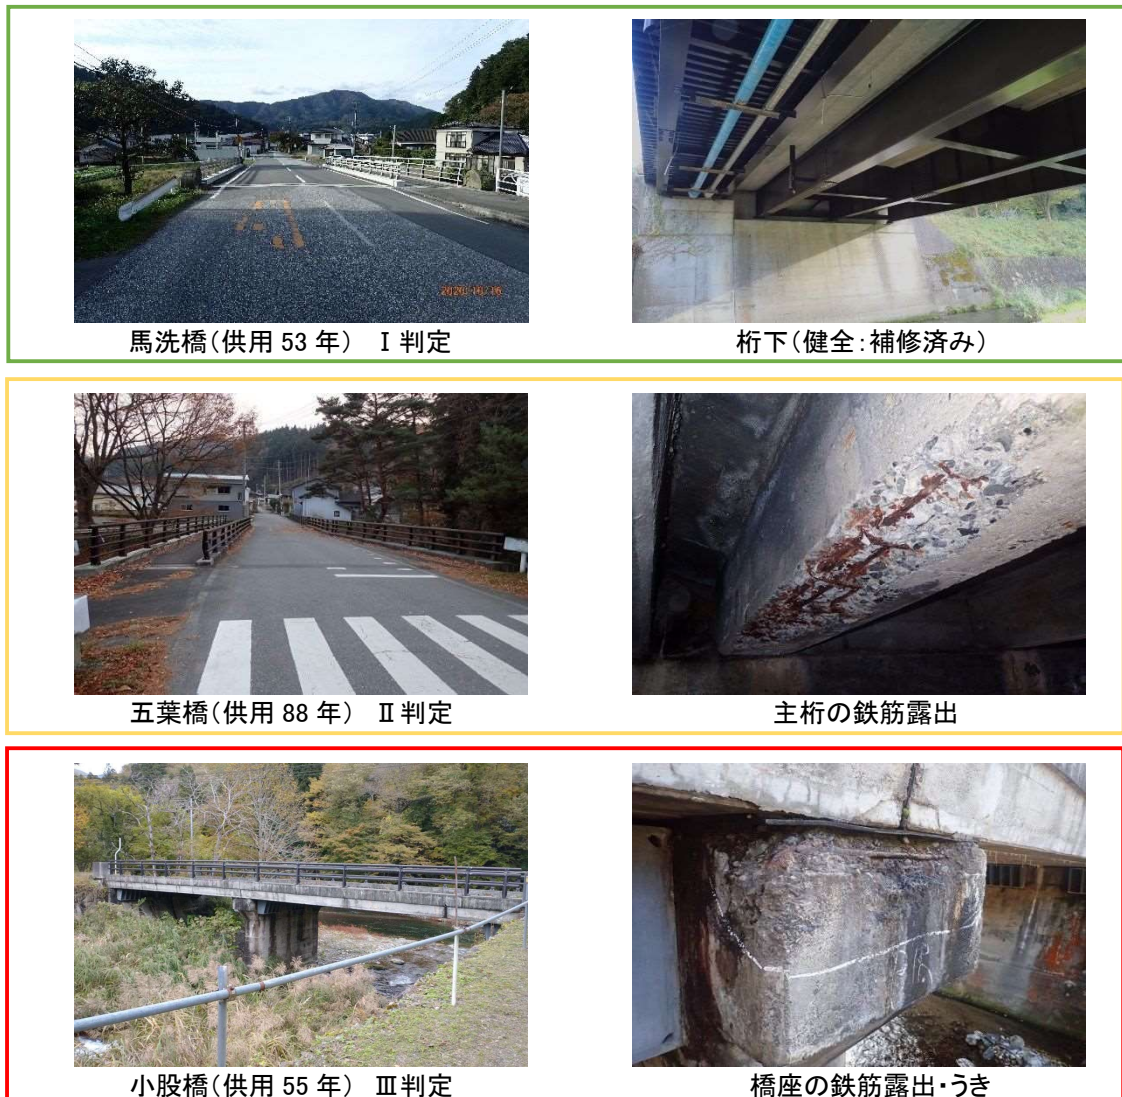 2020/10/16
馬洗橋(供用 53 年) Ⅰ判定
桁下(健全:補修済み)
五葉橋(供用 88 年) Ⅱ判定
主桁の鉄筋露出
小股橋(供用 55 年) Ⅲ判定
橋座の鉄筋露出・うき